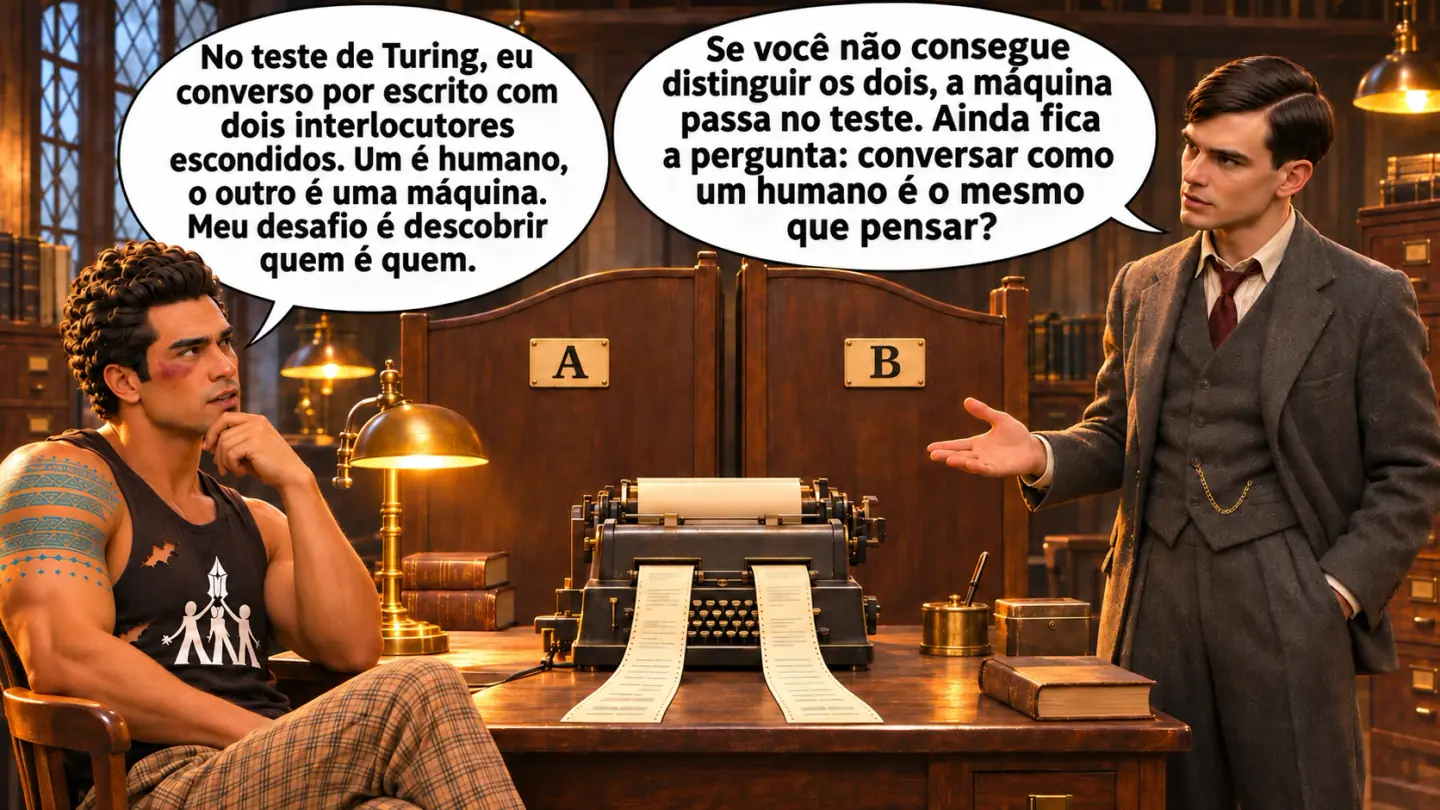 No teste de Turing, eu
converso por escrito com
dois interlocutores
escondidos. Um é humano,
o outro é uma máquina.
Meu desafio é descobrir
quem é quem.
Se você não consegue
distinguir os dois, a máquina
passa no teste. Ainda fica
a pergunta: conversar como
um humano é o mesmo
que pensar?
A
B